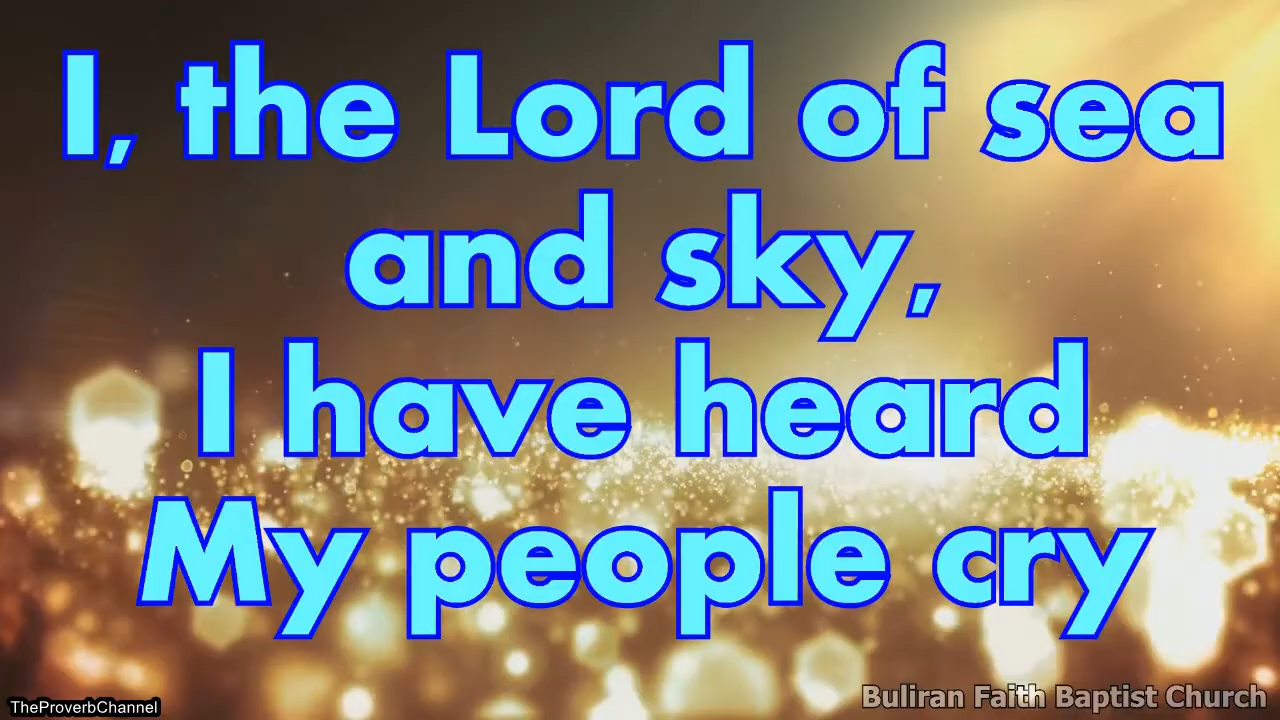 I, the Lord of sea
and sky,
I have heard
My people cry
TheProverbChannel
Buliran Faith Baptist Church